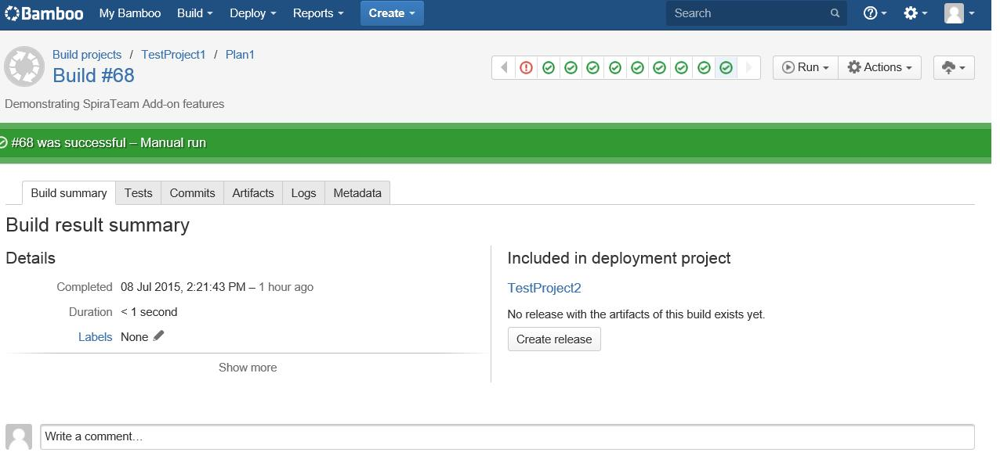 Bamboo My Bamboo Build Deploy Reports Create Search
Build projects / TestProject1 / Plan1
Build #68
Run Actions
Demonstrating SpiraTeam Add-on features
#68 was successful – Manual run
Build summary Tests Commits Artifacts Logs Metadata
Build result summary
Details
Completed 08 Jul 2015, 2:21:43 PM – 1 hour ago
Duration < 1 second
Labels None
Show more
Included in deployment project
TestProject2
No release with the artifacts of this build exists yet.
Create release
Write a comment...